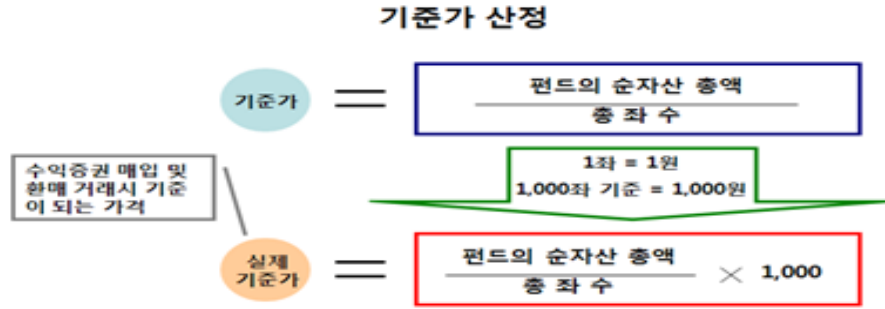 기준가 산정
기준가
펀드의 순자산 총액
총 좌 수
1좌 = 1원
1,000좌 기준 = 1,000원
수익증권 매입 및
환매 거래시 기준
이 되는 가격
실제
기준가
펀드의 순자산 총액
총 좌 수
× 1,000